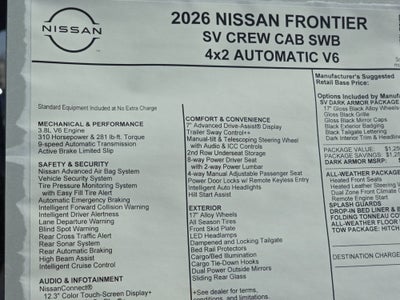 NISSAN
2026 NISSAN FRONTIER
SV CREW CAB SWB
4x2 AUTOMATIC V6
Standard Equipment Included at No Extra Charge
MECHANICAL & PERFORMANCE
3.8L V6 Engine
310 Horsepower & 281 lb-ft. Torque
9-speed Automatic Transmission
Active Brake Limited Slip
SAFETY & SECURITY
Nissan Advanced Air Bag System
Vehicle Security System
Tire Pressure Monitoring System
with Easy Fill Tire Alert
Automatic Emergency Braking
Intelligent Forward Collision Warning
Intelligent Driver Alertness
Lane Departure Warning
Blind Spot Warning
Rear Cross Traffic Alert
Rear Sonar System
Rear Automatic Braking
High Beam Assist
Intelligent Cruise Control
AUDIO & INFOTAINMENT
NissanConnect®
12.3" Color Touch-Screen Display+
COMFORT & CONVENIENCE
7" Advanced Drive-Assist® Display
Trailer Sway Control++
Manual-tilt & Telescoping Steering Wheel
with Audio & ICC Controls
2nd Row Underseat Storage
8-way Power Driver Seat
with 2-way Power Lumbar
4-way Manual Adjustable Passenger Seat
Power Door Locks w/ Remote Keyless Entry
Intelligent Auto Headlights
Hill Start Assist
EXTERIOR
17" Alloy Wheels
All Season Tires
Front Skid Plate
LED Headlamps
Dampened and Locking Tailgate
Bed Rail Protectors
Cargo/Bed Illumination
Cargo Tie-Down Hooks
Dual Power Outside Mirrors
Sliding Rear Glass
+See dealer for terms,
Manufacturer's Suggested
Retail Base Price:
Options Included by Manu
SV DARK ARMOR PACKAGE
17" Gloss Black Alloy Wheels
Gloss Black Grille
Gloss Black Mirror Caps
Black Exterior Badging
Black Tailgate Lettering
Dark Interior Trim & Headliner
PACKAGE VALUE: $1,25
PACKAGE SAVINGS: $1,25
DARK ARMOR MSRP:
ALL-WEATHER PACKAGE
Heated Front Seats
Heated Leather Steering
Dual Zone Front Climate
Remote Engine Start
SPLASH GUARDS
DROP-IN BED LINER & B
FOLDING TONNEAU CO
ALL-WEATHER FLOOR
TOW PACKAGE: HITCH
DESTINATION CHARGE